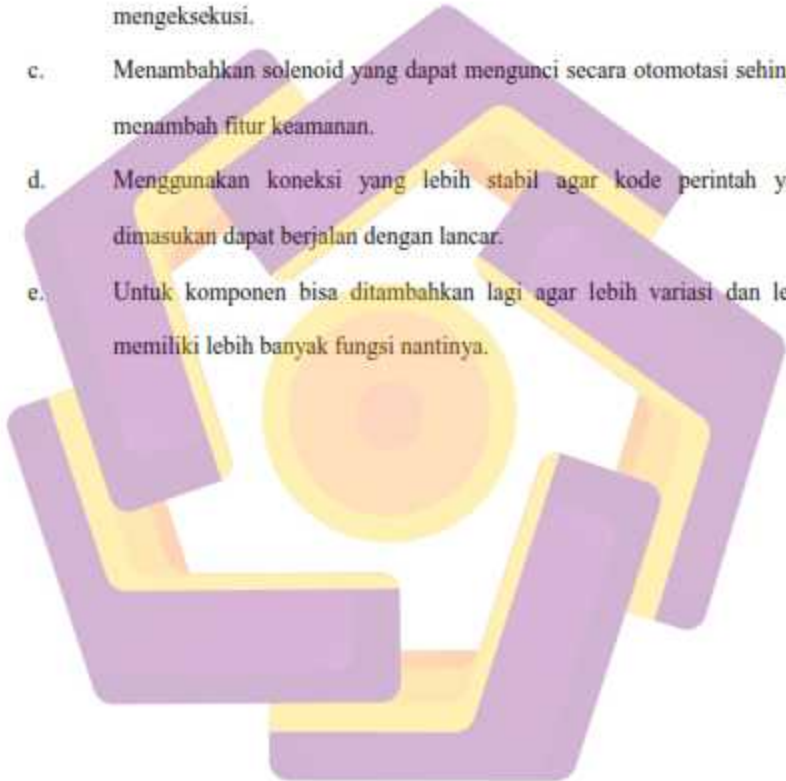 mengeksekusi.
c. Menambahkan solenoid yang dapat mengunci secara otomotasi sehin
menambah fitur keamanan.
d. Menggunakan koneksi yang lebih stabil agar kode perintah y
dimasukan dapat berjalan dengan lancar.
e. Untuk komponen bisa ditambahkan lagi agar lebih variasi dan le
memiliki lebih banyak fungsi nantinya.